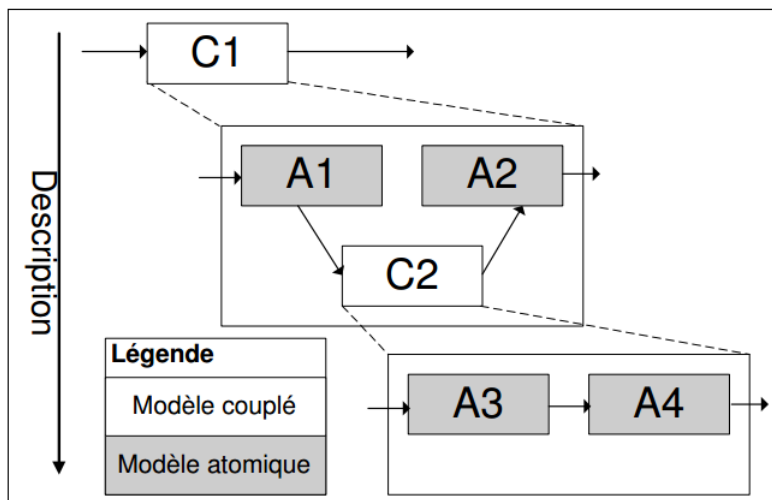 C1
Description
A1
A2
C2
Légende
Modèle couplé
Modèle atomique
A3
A4